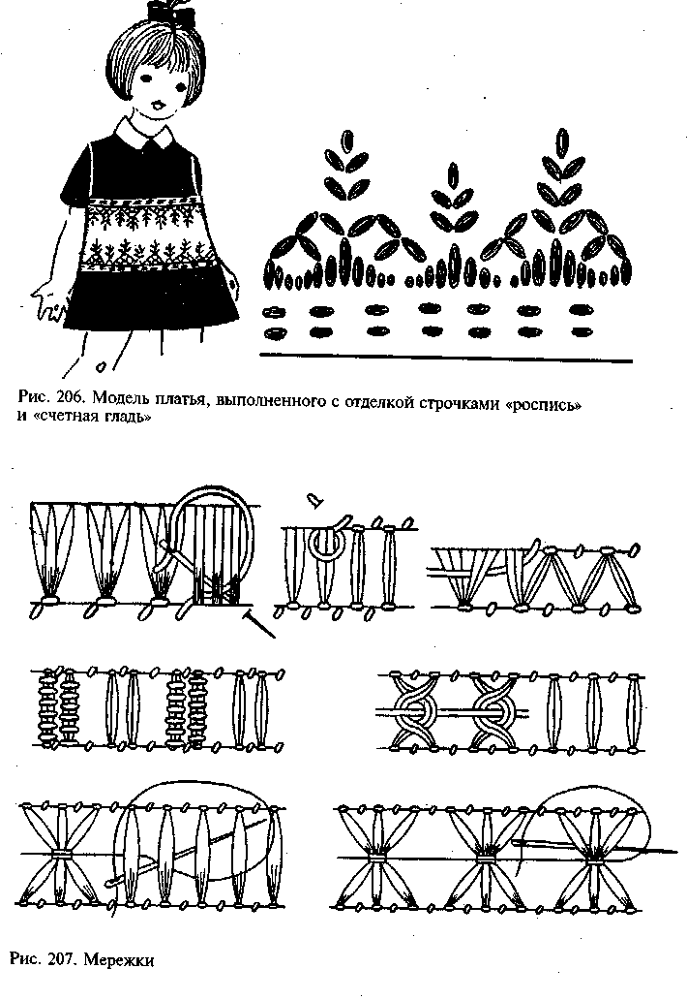 Рис. 206. Модель платья, выполненного с отделкой строчками «роспись»
и «счетная гладь»
Рис. 207. Мережки